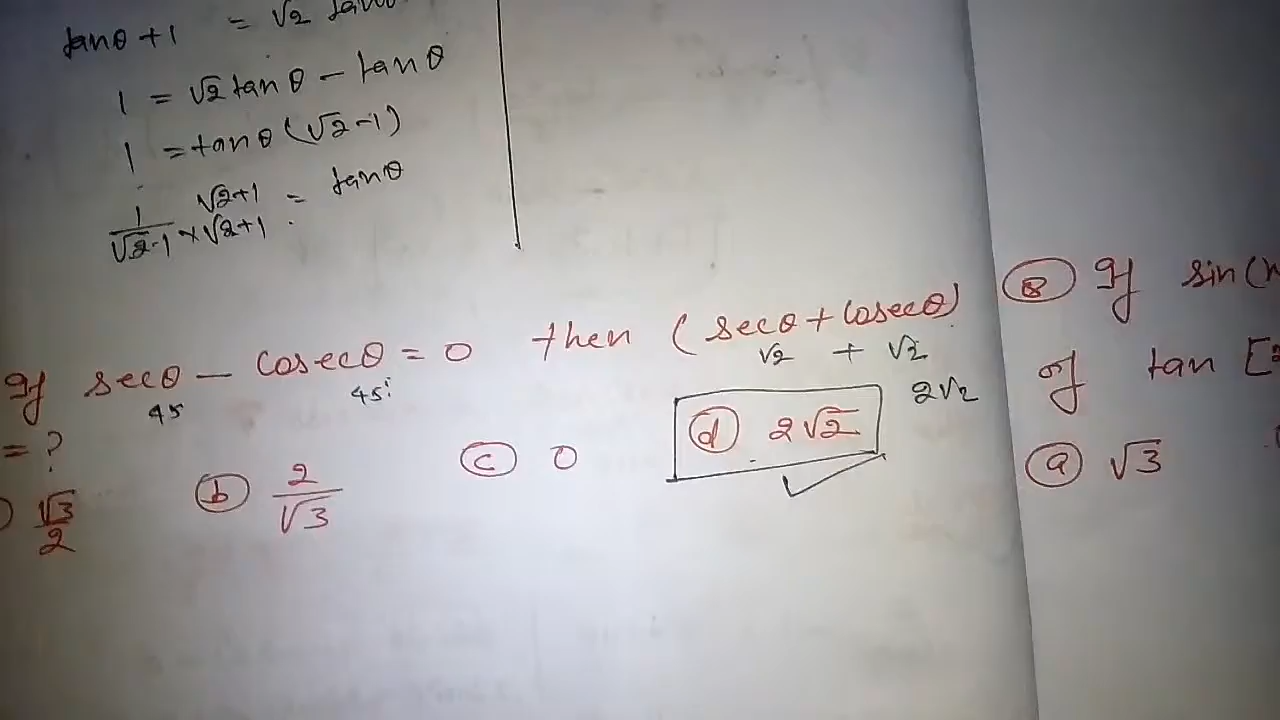 tanθ + 1 = √2 tanθ
1 = √2 tanθ - tanθ
1 = tanθ (√2-1)
1/(√2-1) × √2+1/√2+1 = tanθ
If secθ - cosecθ = 0 then (secθ + cosecθ)
45 45° √2 + √2
= ? 2√2
) √3/2 (b) 2/√3 (c) 0 (d) 2√2
(8) If sin(
of tan [
(a) √3